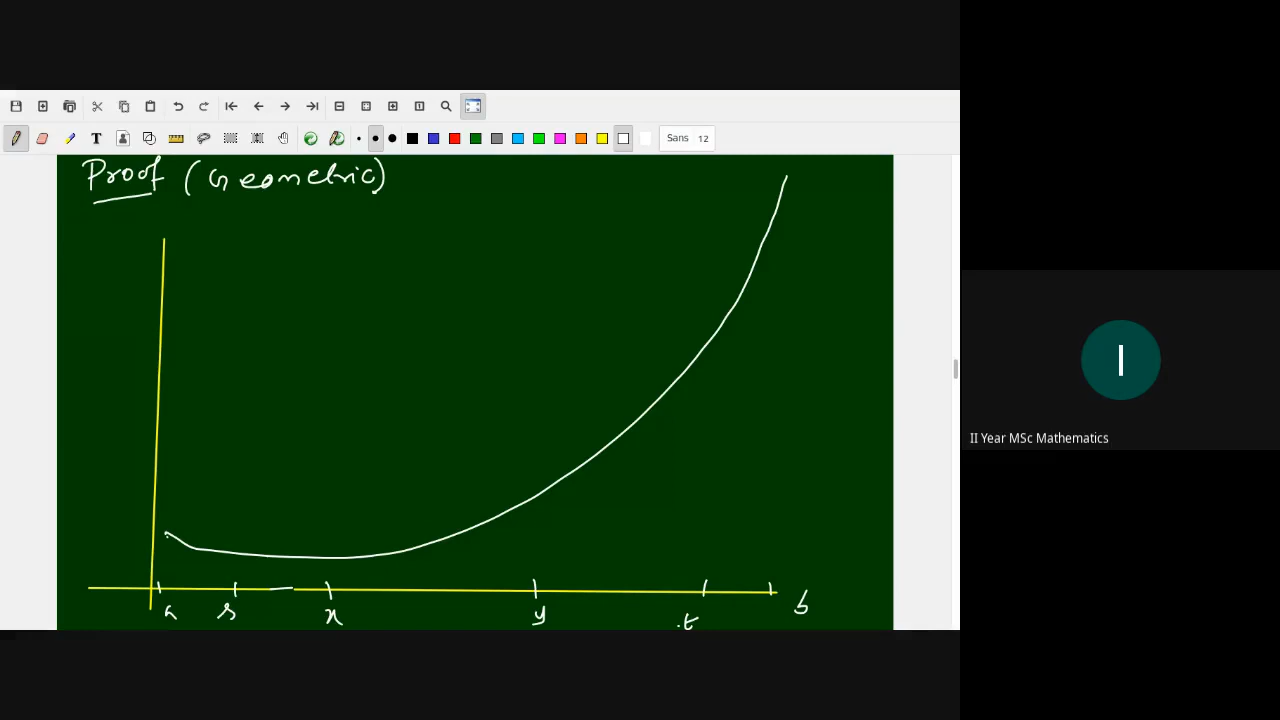 Sans 12
Proof (Geometric)
a s x y t b
I
II Year MSc Mathematics